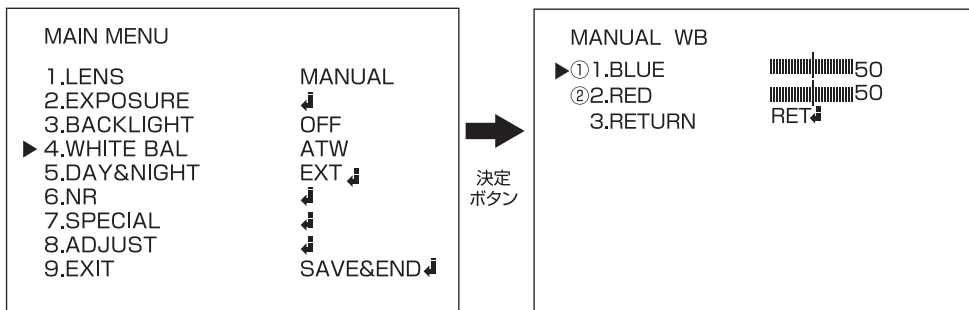 MAIN MENU
1.LENS MANUAL
2.EXPOSURE
3.BACKLIGHT OFF
4.WHITE BAL ATW
5.DAY&NIGHT EXT
6.NR
7.SPECIAL
8.ADJUST
9.EXIT SAVE&END
決定
ボタン
MANUAL WB
①1.BLUE 50
②2.RED 50
3.RETURN RET